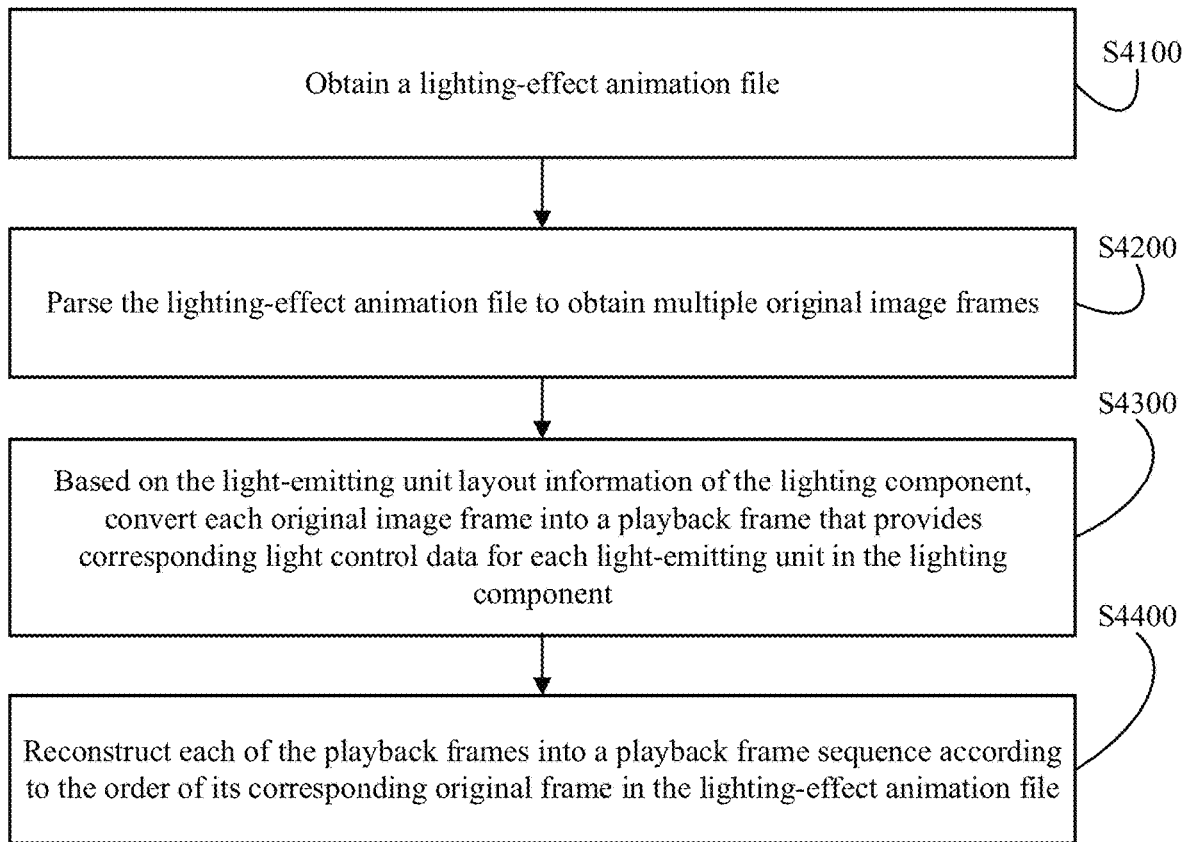 Obtain a lighting-effect animation file
S4100
Parse the lighting-effect animation file to obtain multiple original image frames
S4200
Based on the light-emitting unit layout information of the lighting component,
convert each original image frame into a playback frame that provides
corresponding light control data for each light-emitting unit in the lighting
component
S4300
Reconstruct each of the playback frames into a playback frame sequence according
to the order of its corresponding original frame in the lighting-effect animation file
S4400